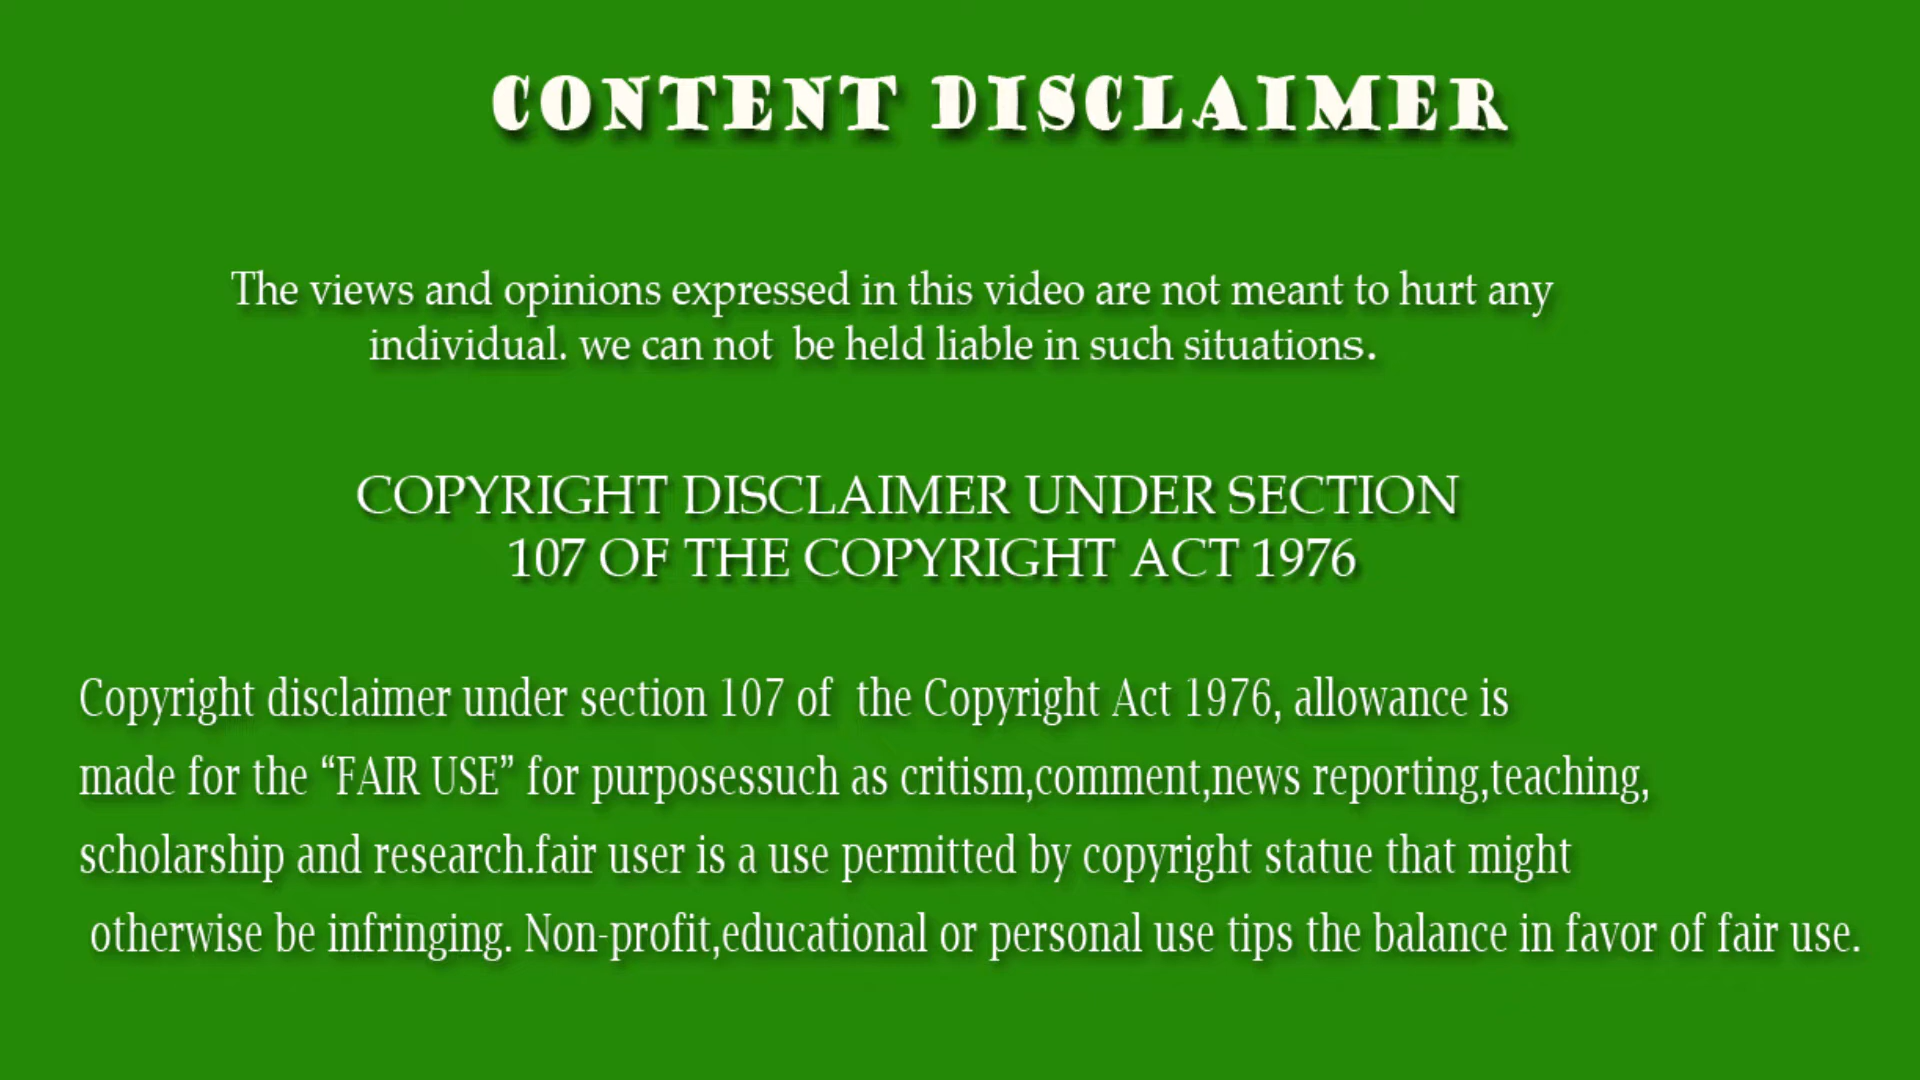 CONTENT DISCLAIMER
The views and opinions expressed in this video are not meant to hurt any
individual. we can not  be held liable in such situations.
COPYRIGHT DISCLAIMER UNDER SECTION
107 OF THE COPYRIGHT ACT 1976
Copyright disclaimer under section 107 of  the Copyright Act 1976, allowance is
made for the “FAIR USE” for purposessuch as critism,comment,news reporting,teaching,
scholarship and research.fair user is a use permitted by copyright statue that might
otherwise be infringing. Non-profit,educational or personal use tips the balance in favor of fair use.